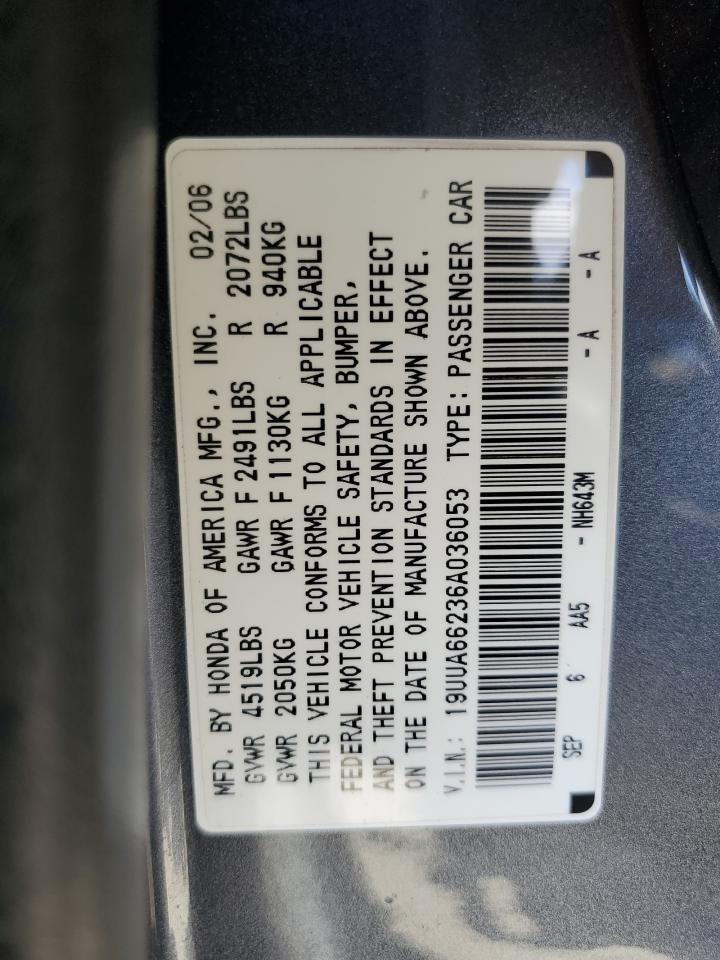 MFD. BY HONDA OF AMERICA MFG., INC. 02/06
GVWR 4519LBS GAWR F 2491LBS R 2072LBS
GVWR 2050KG GAWR F 1130KG R 940KG
THIS VEHICLE CONFORMS TO ALL APPLICABLE
FEDERAL MOTOR VEHICLE SAFETY, BUMPER,
AND THEFT PREVENTION STANDARDS IN EFFECT
ON THE DATE OF MANUFACTURE SHOWN ABOVE.
V.I.N.: 19UUA66236A036053 TYPE: PASSENGER CAR
SEP 6 AA5 - NH643M - A - A